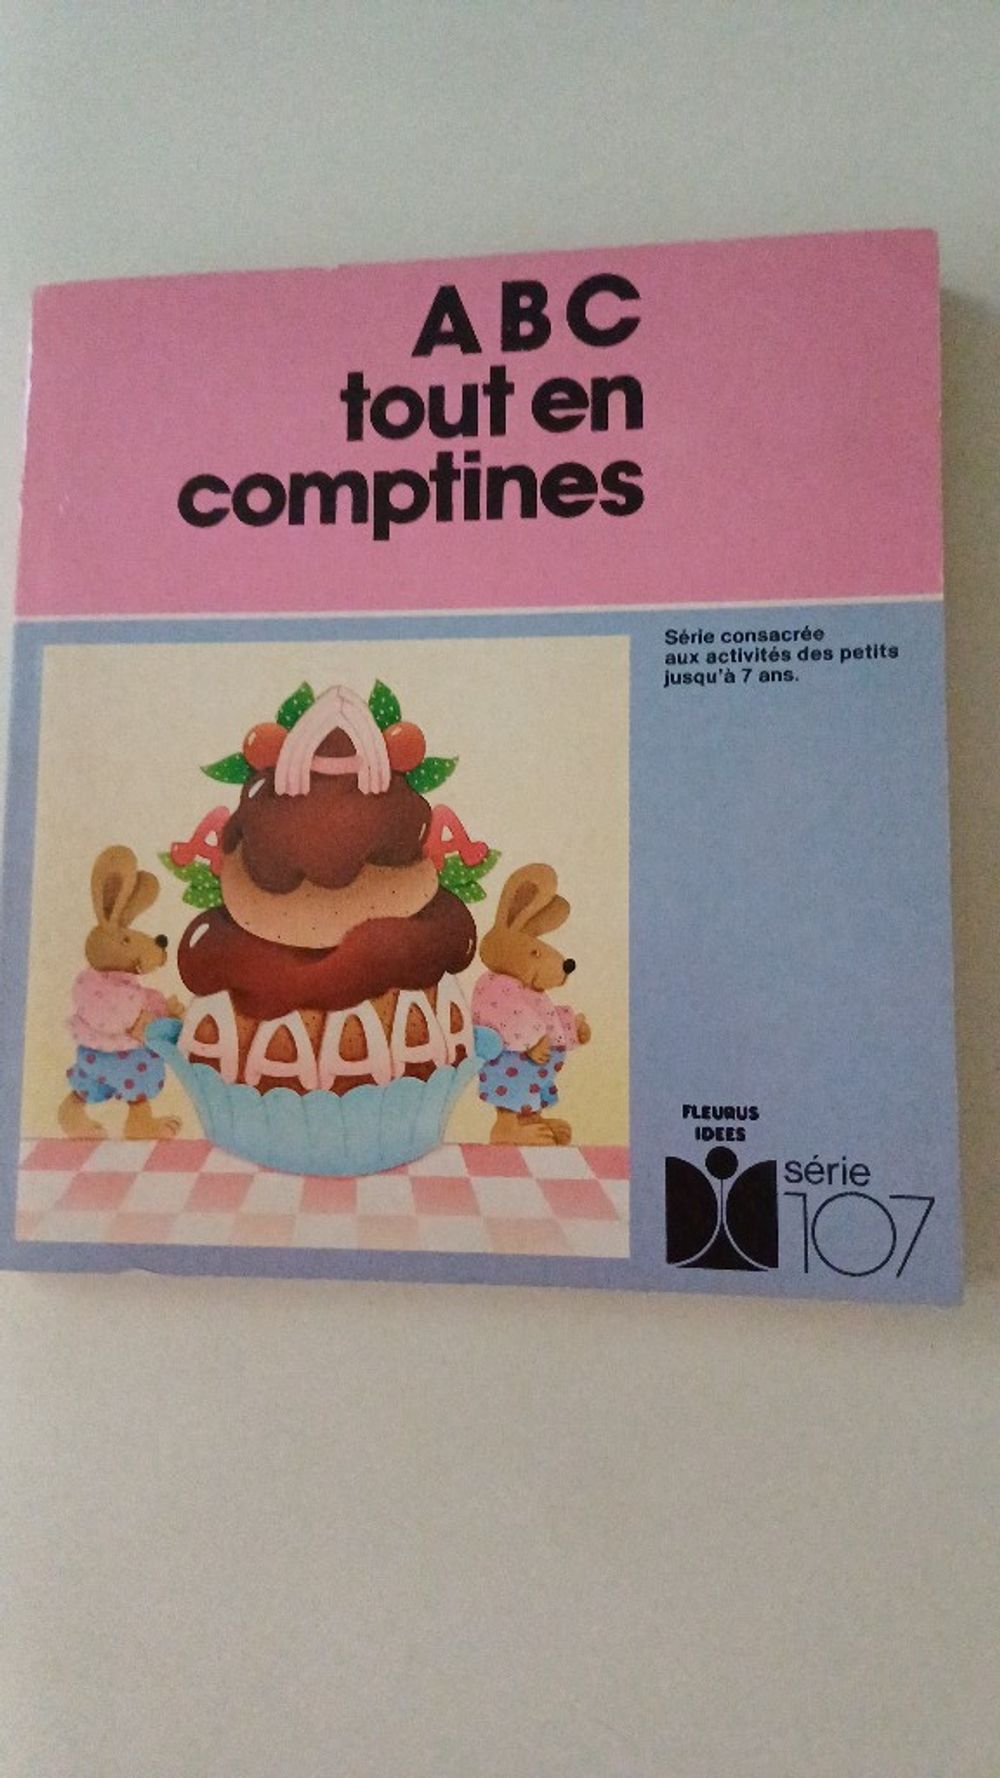 A B C
tout en
comptines
Série consacrée
aux activités des petits
jusqu'à 7 ans.
A
A A
A A A A A
FLEURUS
IDEES
série
107